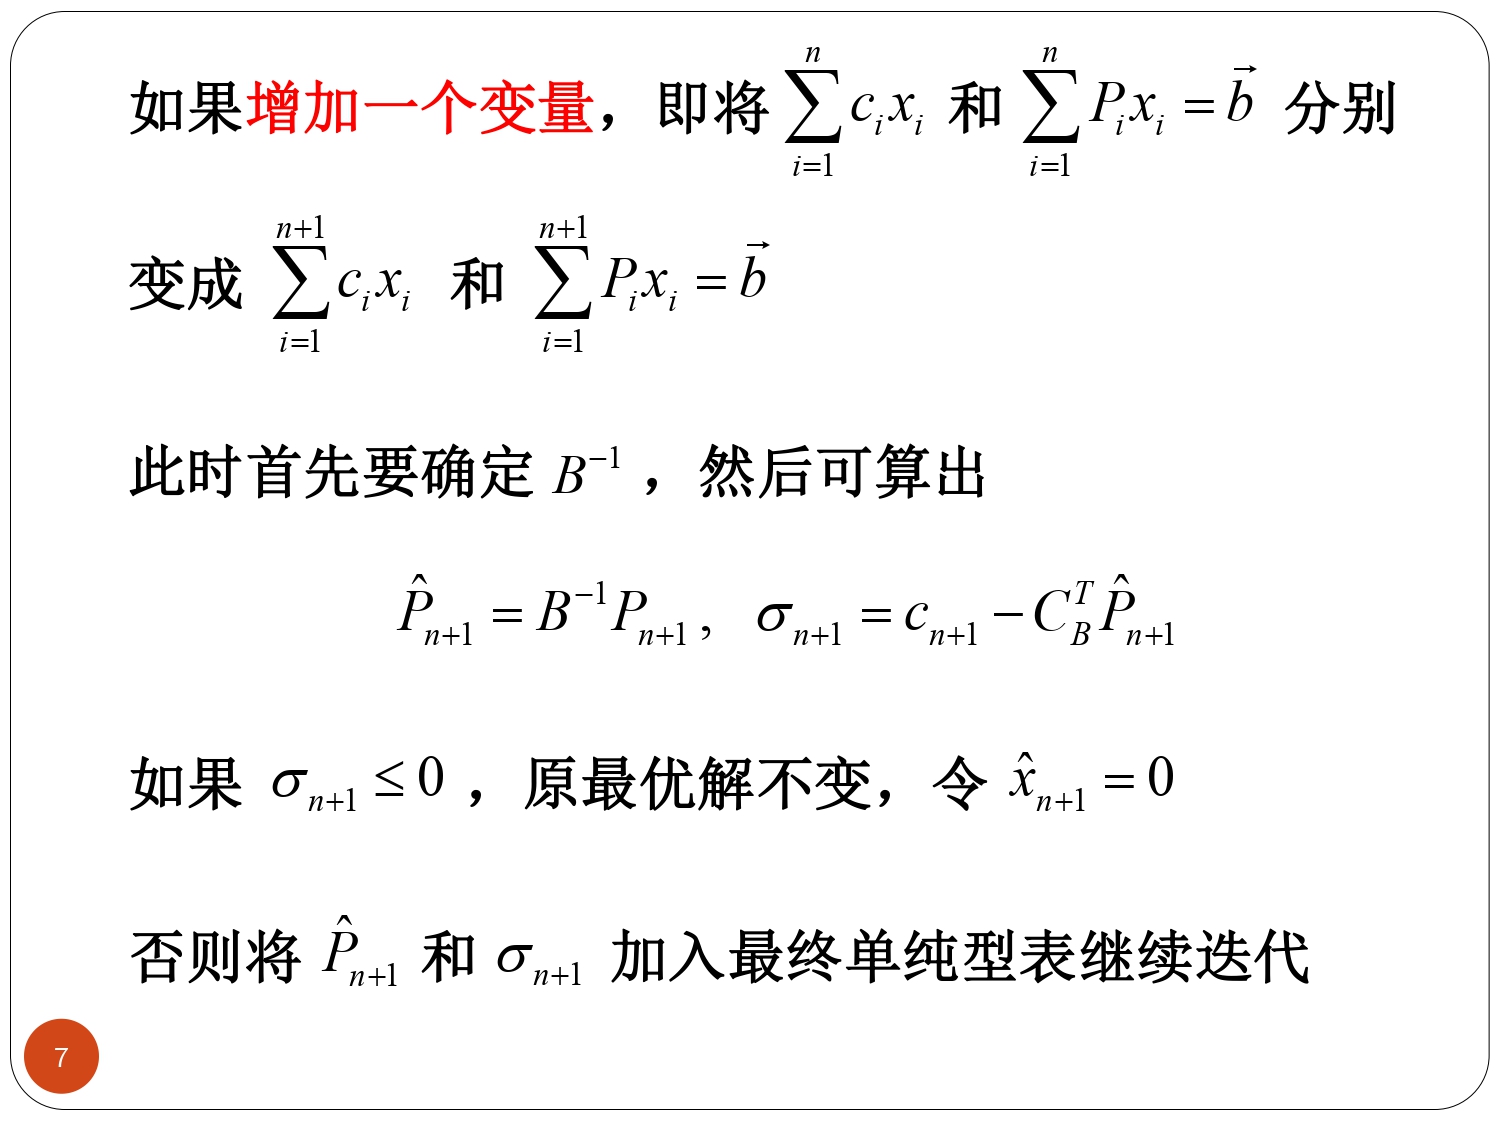 如果增加一个变量，即将 $\sum_{i=1}^{n} c_i x_i$ 和 $\sum_{i=1}^{n} P_i x_i = \vec{b}$ 分别
变成 $\sum_{i=1}^{n+1} c_i x_i$ 和 $\sum_{i=1}^{n+1} P_i x_i = \vec{b}$
此时首先要确定 $B^{-1}$ ，然后可算出
$\hat{P}_{n+1} = B^{-1} P_{n+1} , \quad \sigma_{n+1} = c_{n+1} - C_B^T \hat{P}_{n+1}$
如果 $\sigma_{n+1} \leq 0$ ，原最优解不变，令 $\hat{x}_{n+1} = 0$
否则将 $\hat{P}_{n+1}$ 和 $\sigma_{n+1}$ 加入最终单纯型表继续迭代
7